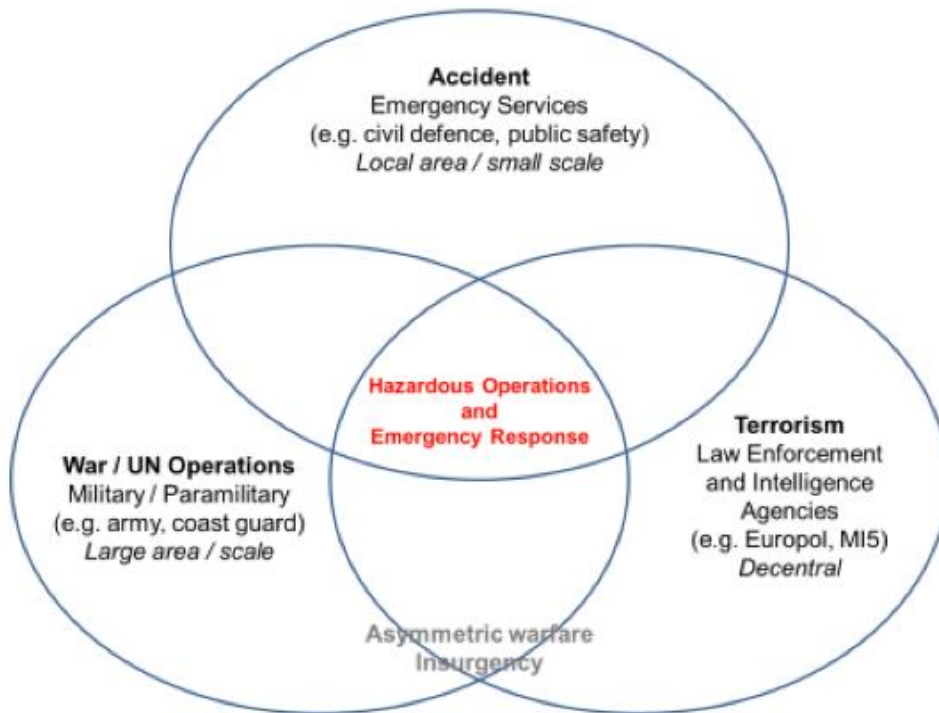 Accident
Emergency Services
(e.g. civil defence, public safety)
Local area / small scale
Hazardous Operations
and
Emergency Response
War / UN Operations
Military / Paramilitary
(e.g. army, coast guard)
Large area / scale
Terrorism
Law Enforcement
and Intelligence
Agencies
(e.g. Europol, MI5)
Decentral
Asymmetric warfare
Insurgency